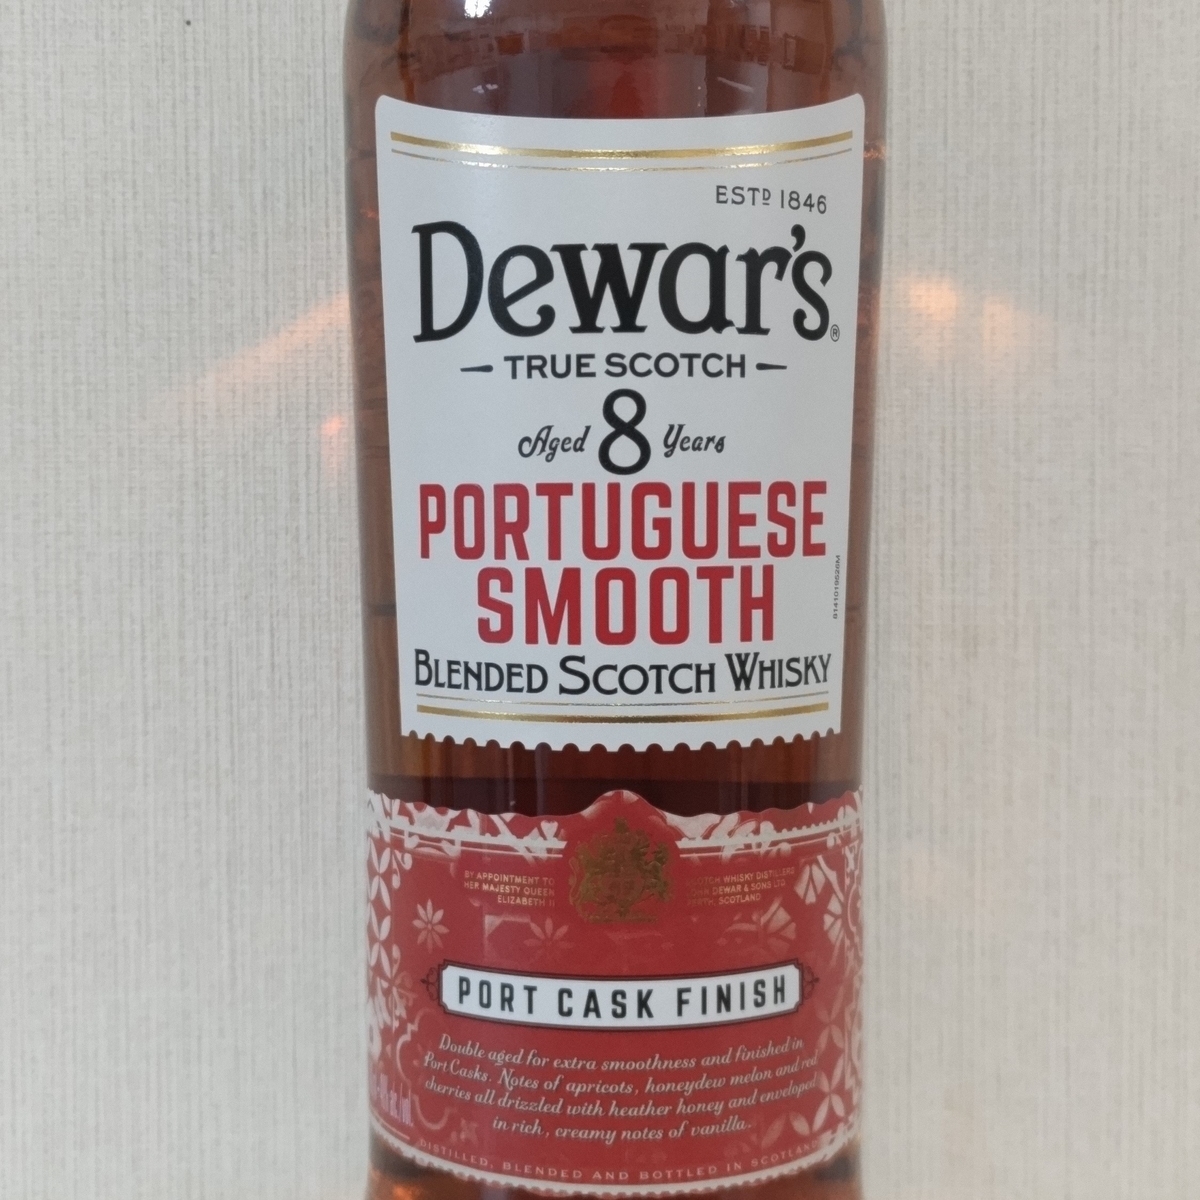 ESTD 1846
Dewar's®
TRUE SCOTCH
Aged 8 Years
PORTUGUESE
SMOOTH
BLENDED SCOTCH WHISKY
BY APPOINTMENT TO
HER MAJESTY QUEEN
ELIZABETH II
SCOTCH WHISKY DISTILLERS
JOHN DEWAR & SONS LTD
PERTH, SCOTLAND
PORT CASK FINISH
Double aged for extra smoothness and finished in
Port Casks. Notes of apricots, honeydew melon and red
cherries all drizzled with heather honey and enveloped
in rich, creamy notes of vanilla.
DISTILLED, BLENDED AND BOTTLED IN SCOTLAND